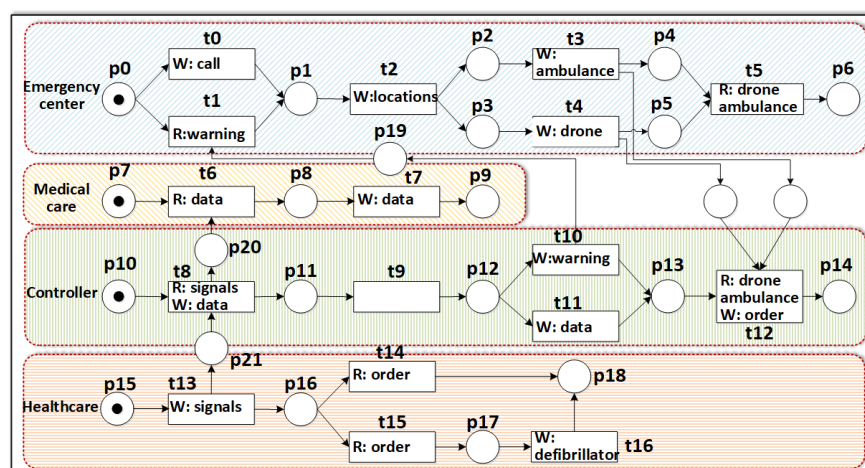 t0
p2
t3
p4
p0
W: call
p1
W:
ambulance
t5
p6
Emergency
center
t1
t2
W:locations
R: drone
ambulance
p3
t4
p5
R:warning
W: drone
p19
p7
t6
p8
t7
p9
Medical
care
R: data
W: data
p20
t10
p10
t8
p11
t9
p12
W:warning
p13
p14
Controller
R: signals
W: data
t11
R: drone
ambulance
W: order
W: data
t12
p21
t14
p15
t13
p16
R: order
p18
Healthcare
W: signals
t15
p17
R: order
W:
defibrillator
t16